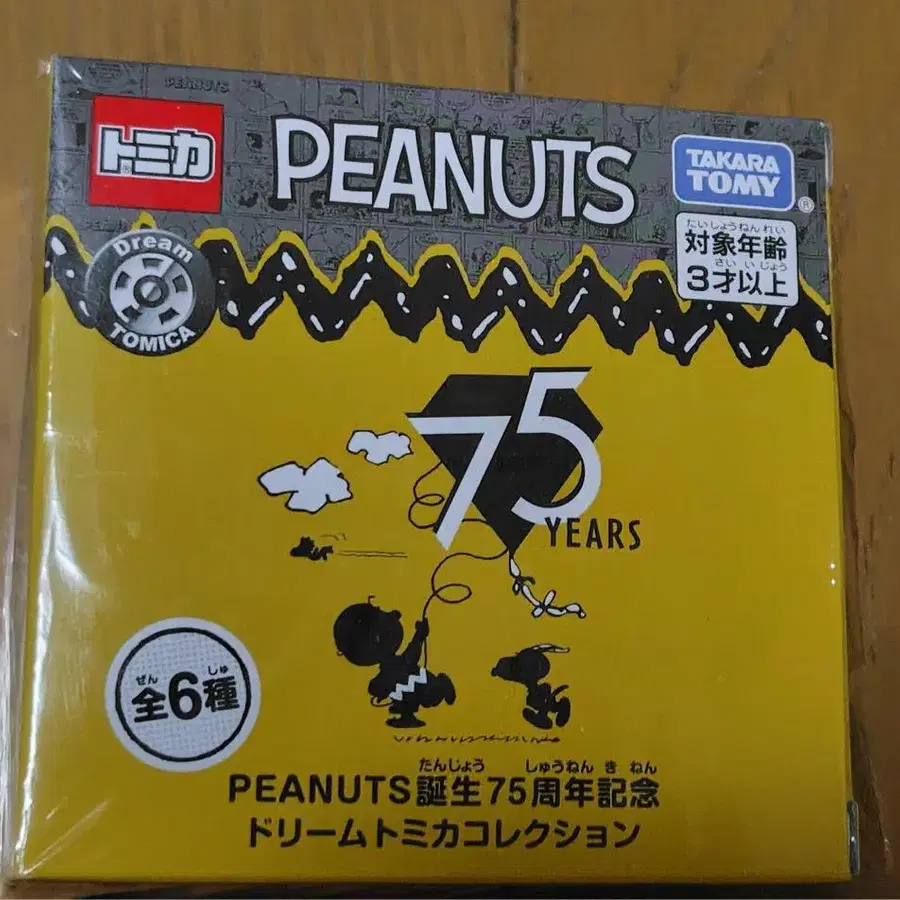 PEANUTS
トミカ
PEANUTS
TAKARA
TOMY
Dream
TOMICA
たいしょうねんれい
対象年齢
さいいじょう
3才以上
75
YEARS
ぜん しゅ
全6種
たんじょう しゅうねん き ねん
PEANUTS誕生75周年記念
ドリームトミカコレクション